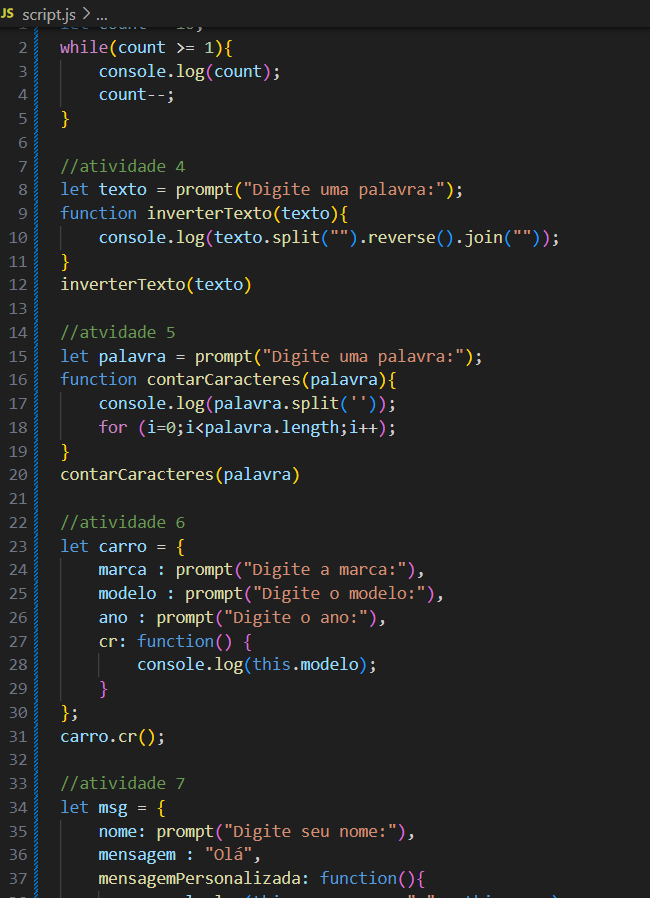 JS script.js > ...
2 while(count >= 1){
3 console.log(count);
4 count--;
5 }
6
7 //atividade 4
8 let texto = prompt("Digite uma palavra:");
9 function inverterTexto(texto){
10 console.log(texto.split("").reverse().join(""));
11 }
12 inverterTexto(texto)
13
14 //atvidade 5
15 let palavra = prompt("Digite uma palavra:");
16 function contarCaracteres(palavra){
17 console.log(palavra.split(''));
18 for (i=0;i<palavra.length;i++);
19 }
20 contarCaracteres(palavra)
21
22 //atividade 6
23 let carro = {
24 marca : prompt("Digite a marca:"),
25 modelo : prompt("Digite o modelo:"),
26 ano : prompt("Digite o ano:"),
27 cr: function() {
28 console.log(this.modelo);
29 }
30 };
31 carro.cr();
32
33 //atividade 7
34 let msg = {
35 nome: prompt("Digite seu nome:"),
36 mensagem : "Olá",
37 mensagemPersonalizada: function(){